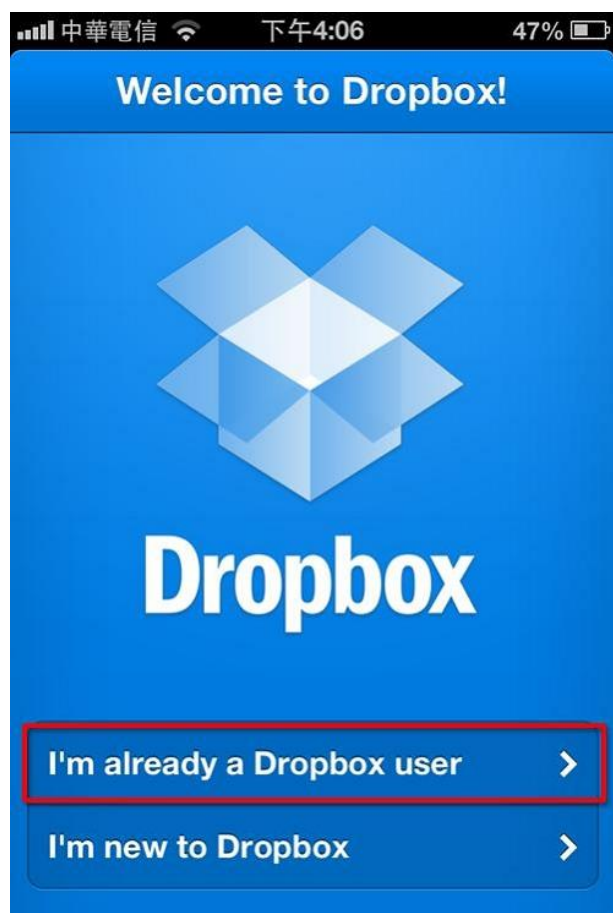 中華電信 下午4:06 47%
Welcome to Dropbox!
Dropbox
I'm already a Dropbox user
I'm new to Dropbox